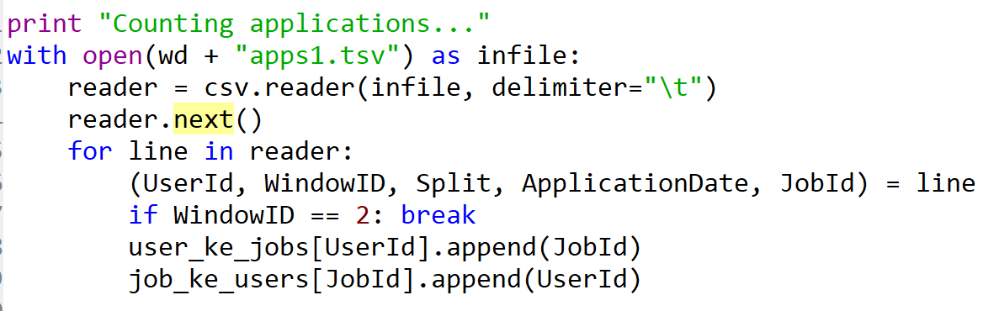 print "Counting applications..."
with open(wd + "apps1.tsv") as infile:
    reader = csv.reader(infile, delimiter="\t")
    reader.next()
    for line in reader:
        (UserId, WindowID, Split, ApplicationDate, JobId) = line
        if WindowID == 2: break
        user_ke_jobs[UserId].append(JobId)
        job_ke_users[JobId].append(UserId)